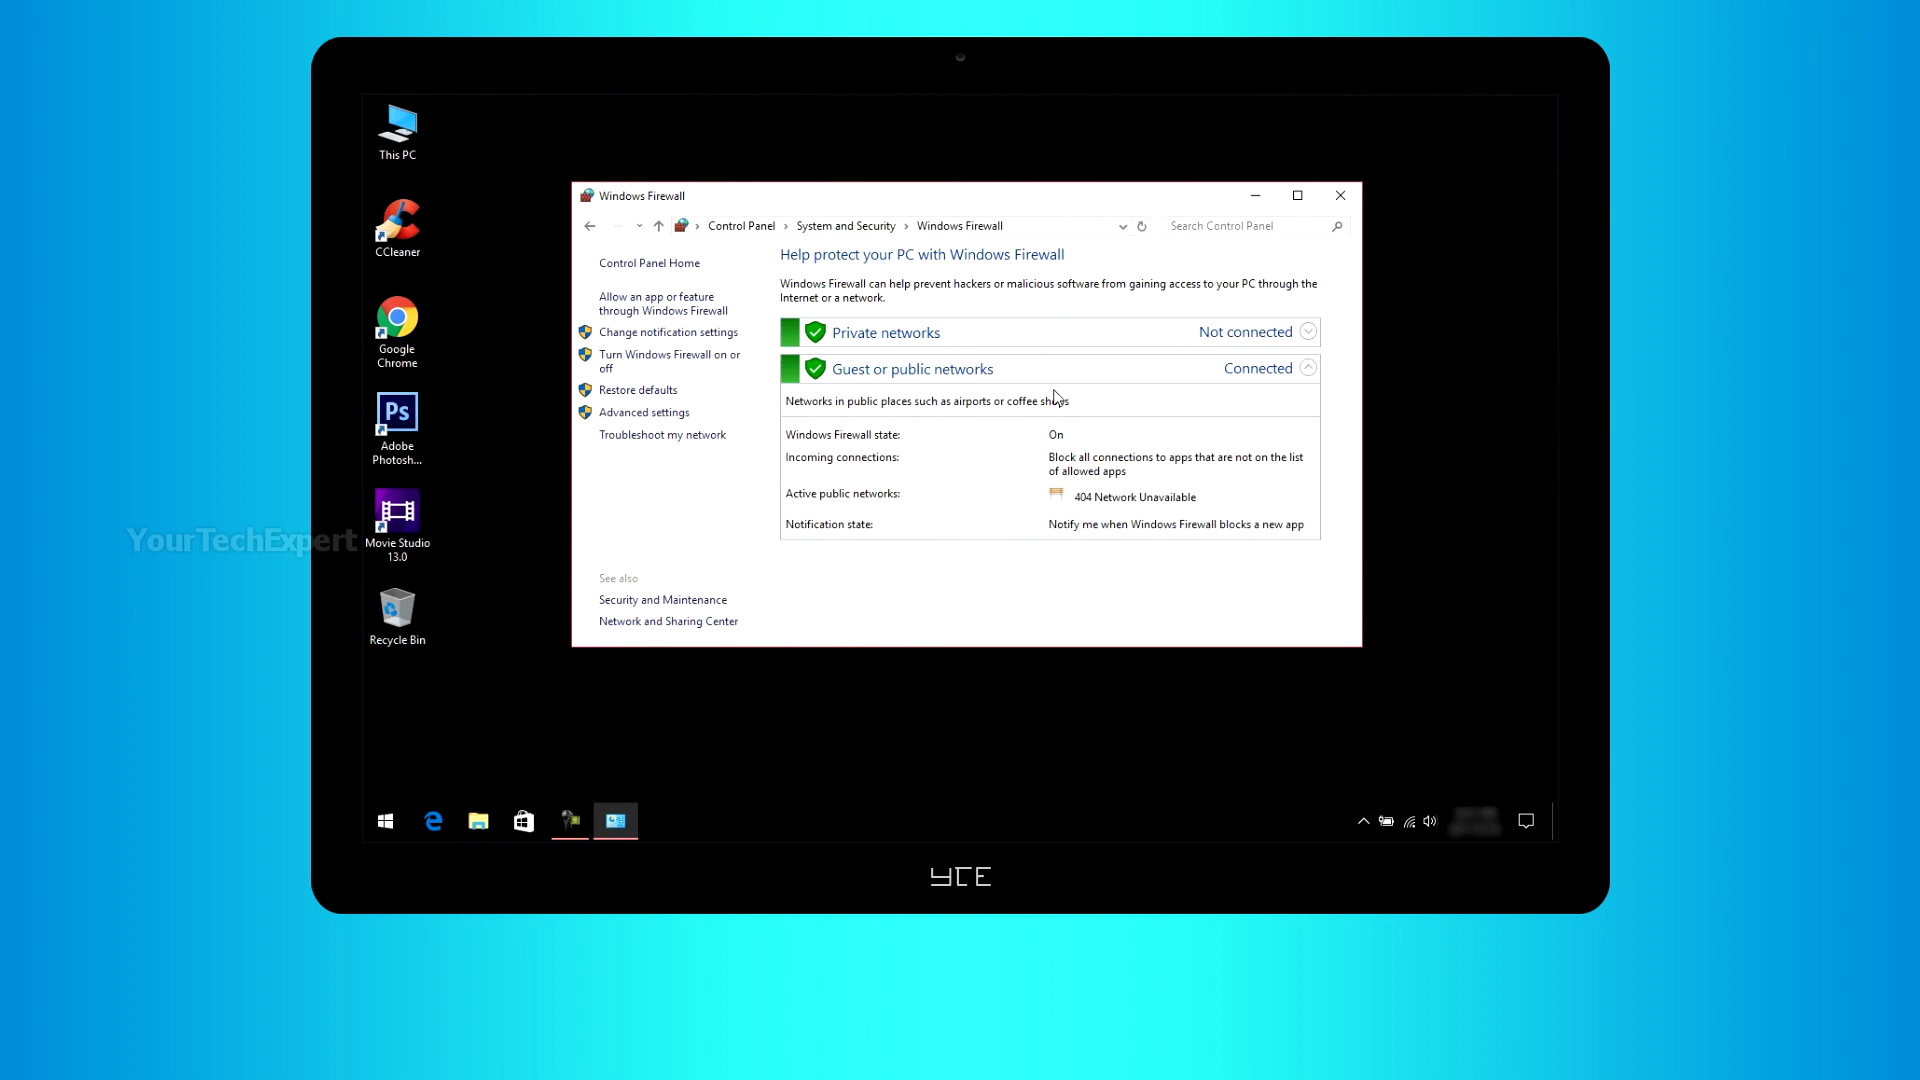 This PC
CCleaner
Google
Chrome
Ps
Adobe
Photosh...
Movie Studio
13.0
Recycle Bin
YourTechExpert
Windows Firewall
Control Panel › System and Security › Windows Firewall
Search Control Panel
Control Panel Home
Allow an app or feature
through Windows Firewall
Change notification settings
Turn Windows Firewall on or
off
Restore defaults
Advanced settings
Troubleshoot my network
See also
Security and Maintenance
Network and Sharing Center
Help protect your PC with Windows Firewall
Windows Firewall can help prevent hackers or malicious software from gaining access to your PC through the
Internet or a network.
Private networks Not connected
Guest or public networks Connected
Networks in public places such as airports or coffee shops
Windows Firewall state: On
Incoming connections: Block all connections to apps that are not on the list
of allowed apps
Active public networks: 404 Network Unavailable
Notification state: Notify me when Windows Firewall blocks a new app
YTE